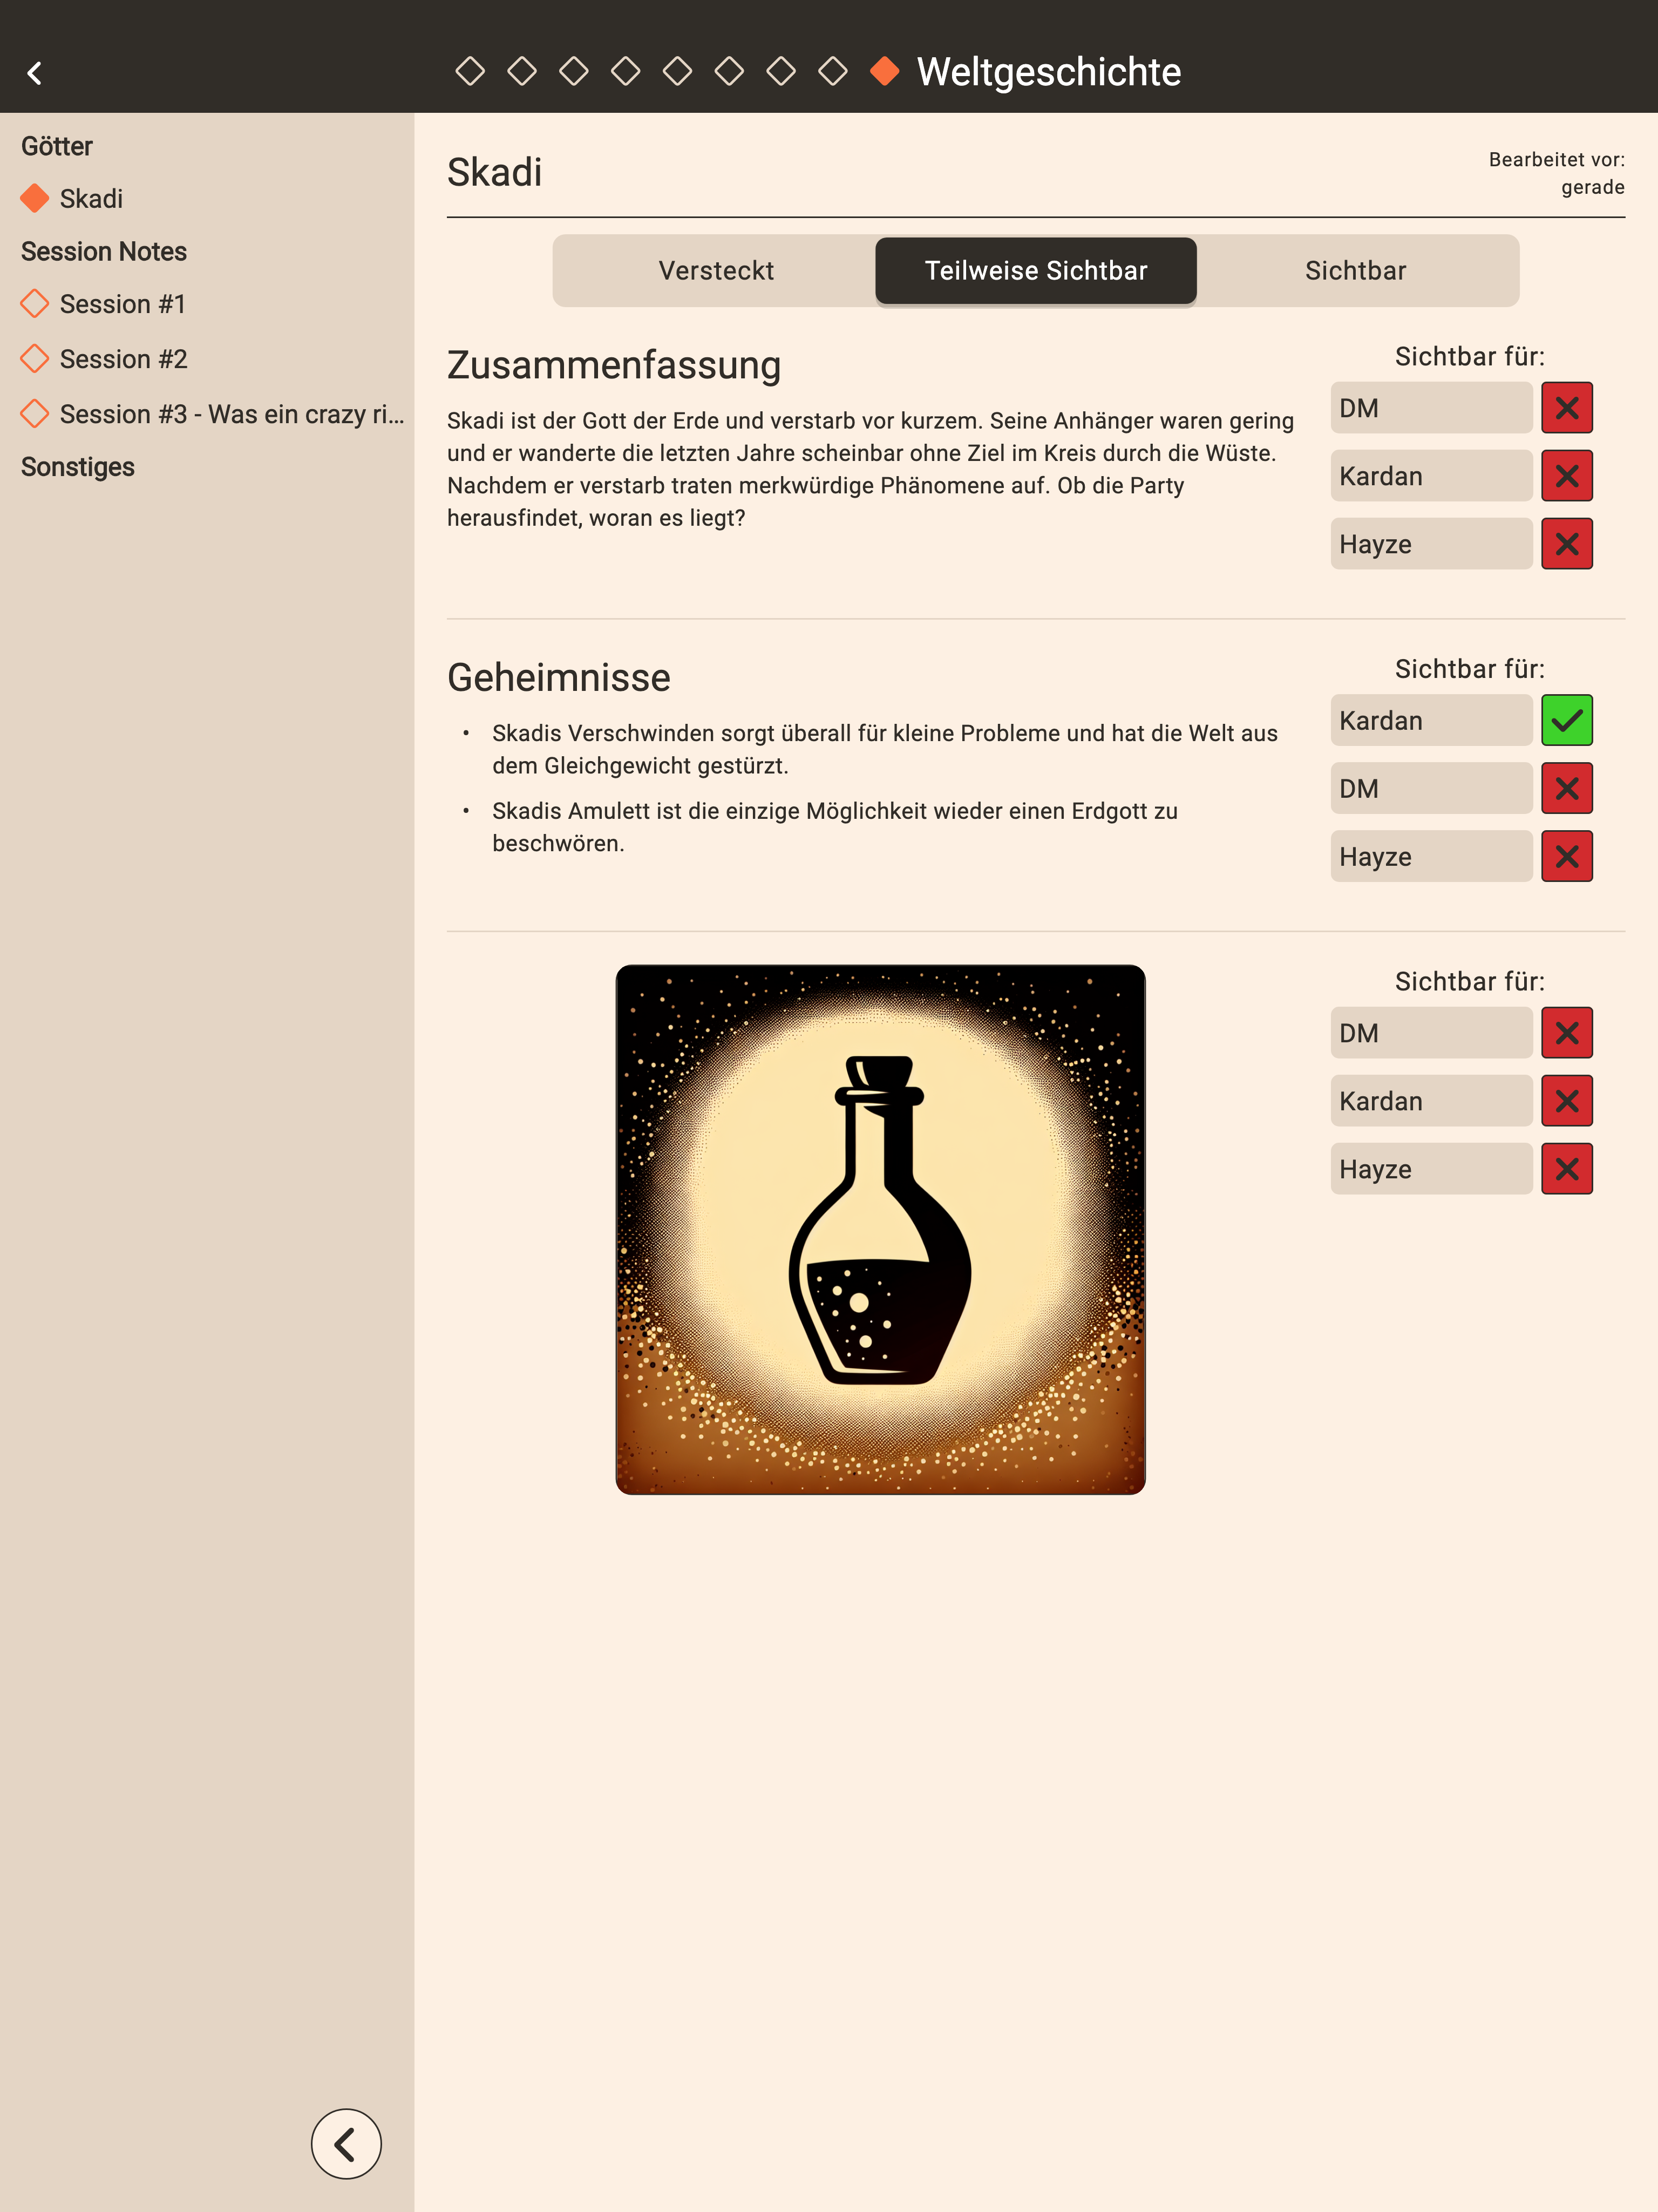 Weltgeschichte
Götter
Skadi
Session Notes
Session #1
Session #2
Session #3 - Was ein crazy ri...
Sonstiges
Skadi
Bearbeitet vor:
gerade
Versteckt
Teilweise Sichtbar
Sichtbar
Zusammenfassung
Skadi ist der Gott der Erde und verstarb vor kurzem. Seine Anhänger waren gering
und er wanderte die letzten Jahre scheinbar ohne Ziel im Kreis durch die Wüste.
Nachdem er verstarb traten merkwürdige Phänomene auf. Ob die Party
herausfindet, woran es liegt?
Sichtbar für:
DM
Kardan
Hayze
Geheimnisse
• Skadis Verschwinden sorgt überall für kleine Probleme und hat die Welt aus
dem Gleichgewicht gestürzt.
• Skadis Amulett ist die einzige Möglichkeit wieder einen Erdgott zu
beschwören.
Sichtbar für:
Kardan
DM
Hayze
Sichtbar für:
DM
Kardan
Hayze